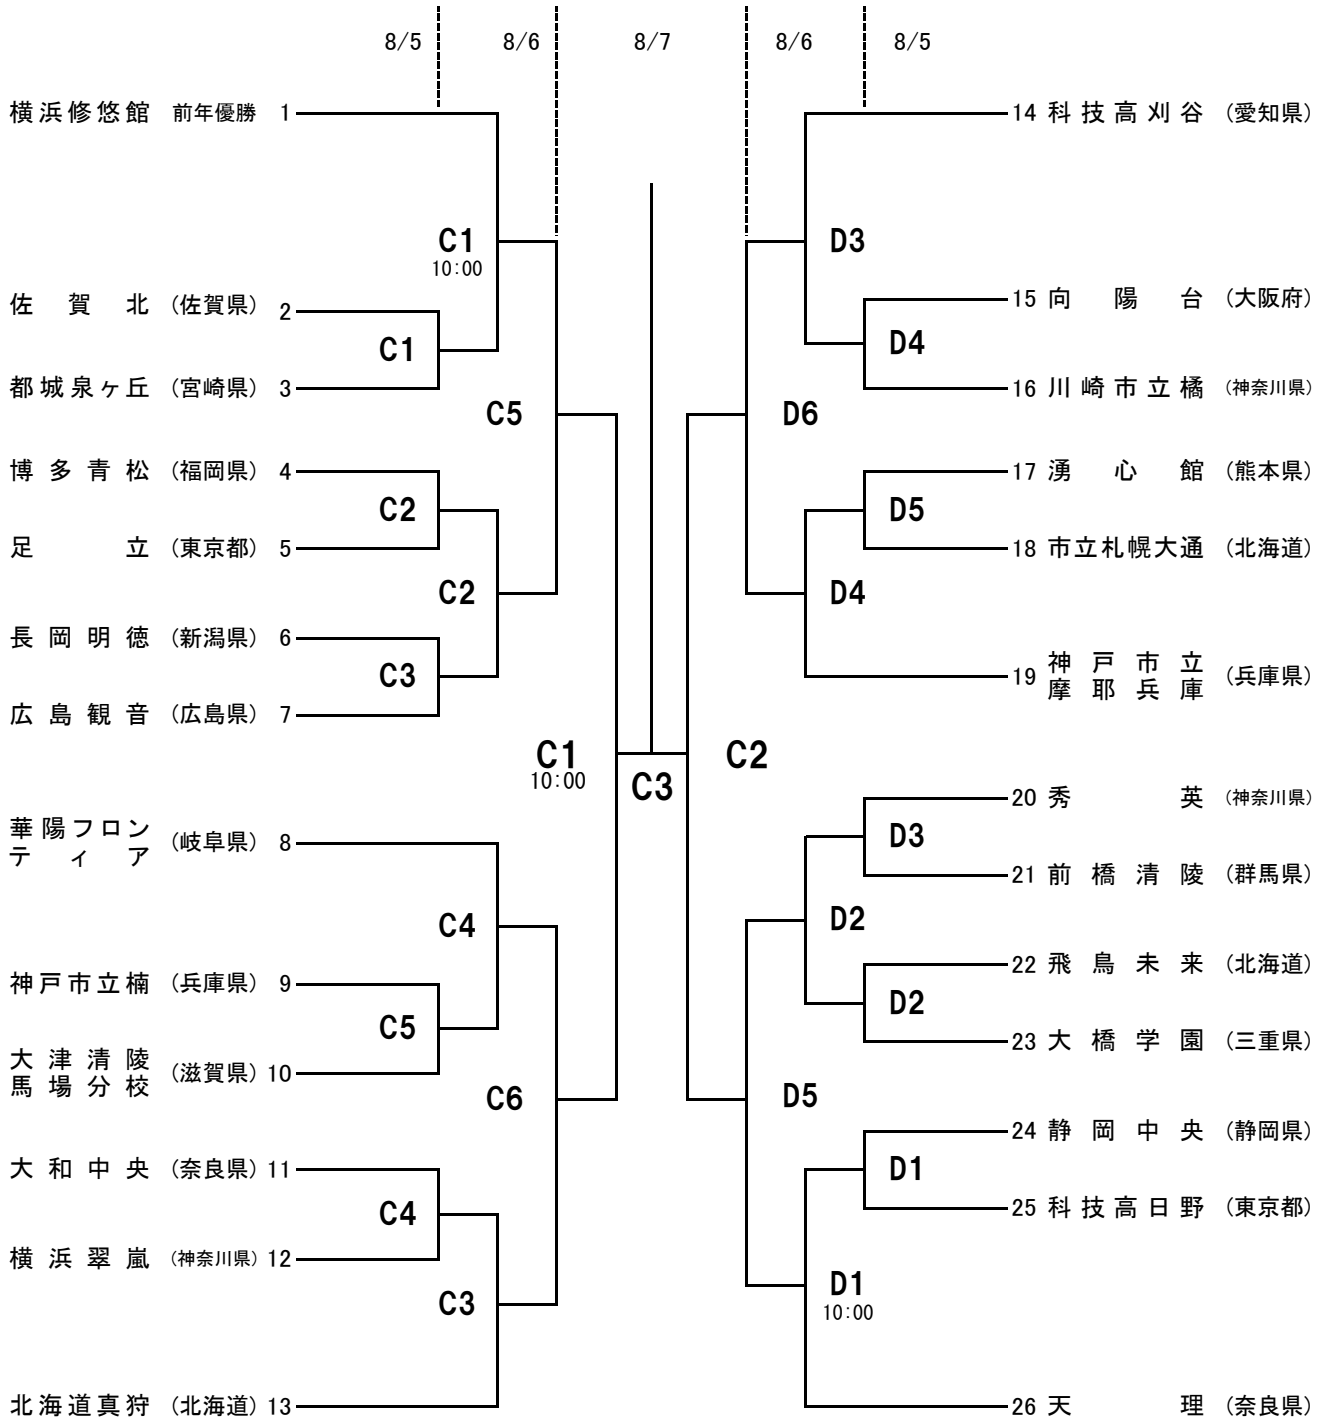 8/5 8/6 8/7 8/6 8/5
横浜修悠館 前年優勝 1
C1
10:00
佐賀北 (佐賀県) 2
C1
都城泉ヶ丘 (宮崎県) 3
C5
博多青松 (福岡県) 4
C2
足立 (東京都) 5
C2
長岡明徳 (新潟県) 6
C3
広島観音 (広島県) 7
C1
10:00
華陽フロン
ティア (岐阜県) 8
C4
神戸市立楠 (兵庫県) 9
C5
大津清陵
馬場分校 (滋賀県) 10
C6
大和中央 (奈良県) 11
C4
横浜翠嵐 (神奈川県) 12
C3
北海道真狩 (北海道) 13
C3
14 科技高刈谷 (愛知県)
D3
15 向陽台 (大阪府)
D4
16 川崎市立橘 (神奈川県)
D6
17 湧心館 (熊本県)
D5
18 市立札幌大通 (北海道)
D4
19 神戸市立
摩耶兵庫 (兵庫県)
C2
20 秀英 (神奈川県)
D3
21 前橋清陵 (群馬県)
D2
22 飛鳥未来 (北海道)
D2
23 大橋学園 (三重県)
D5
24 静岡中央 (静岡県)
D1
25 科技高日野 (東京都)
D1
10:00
26 天理 (奈良県)